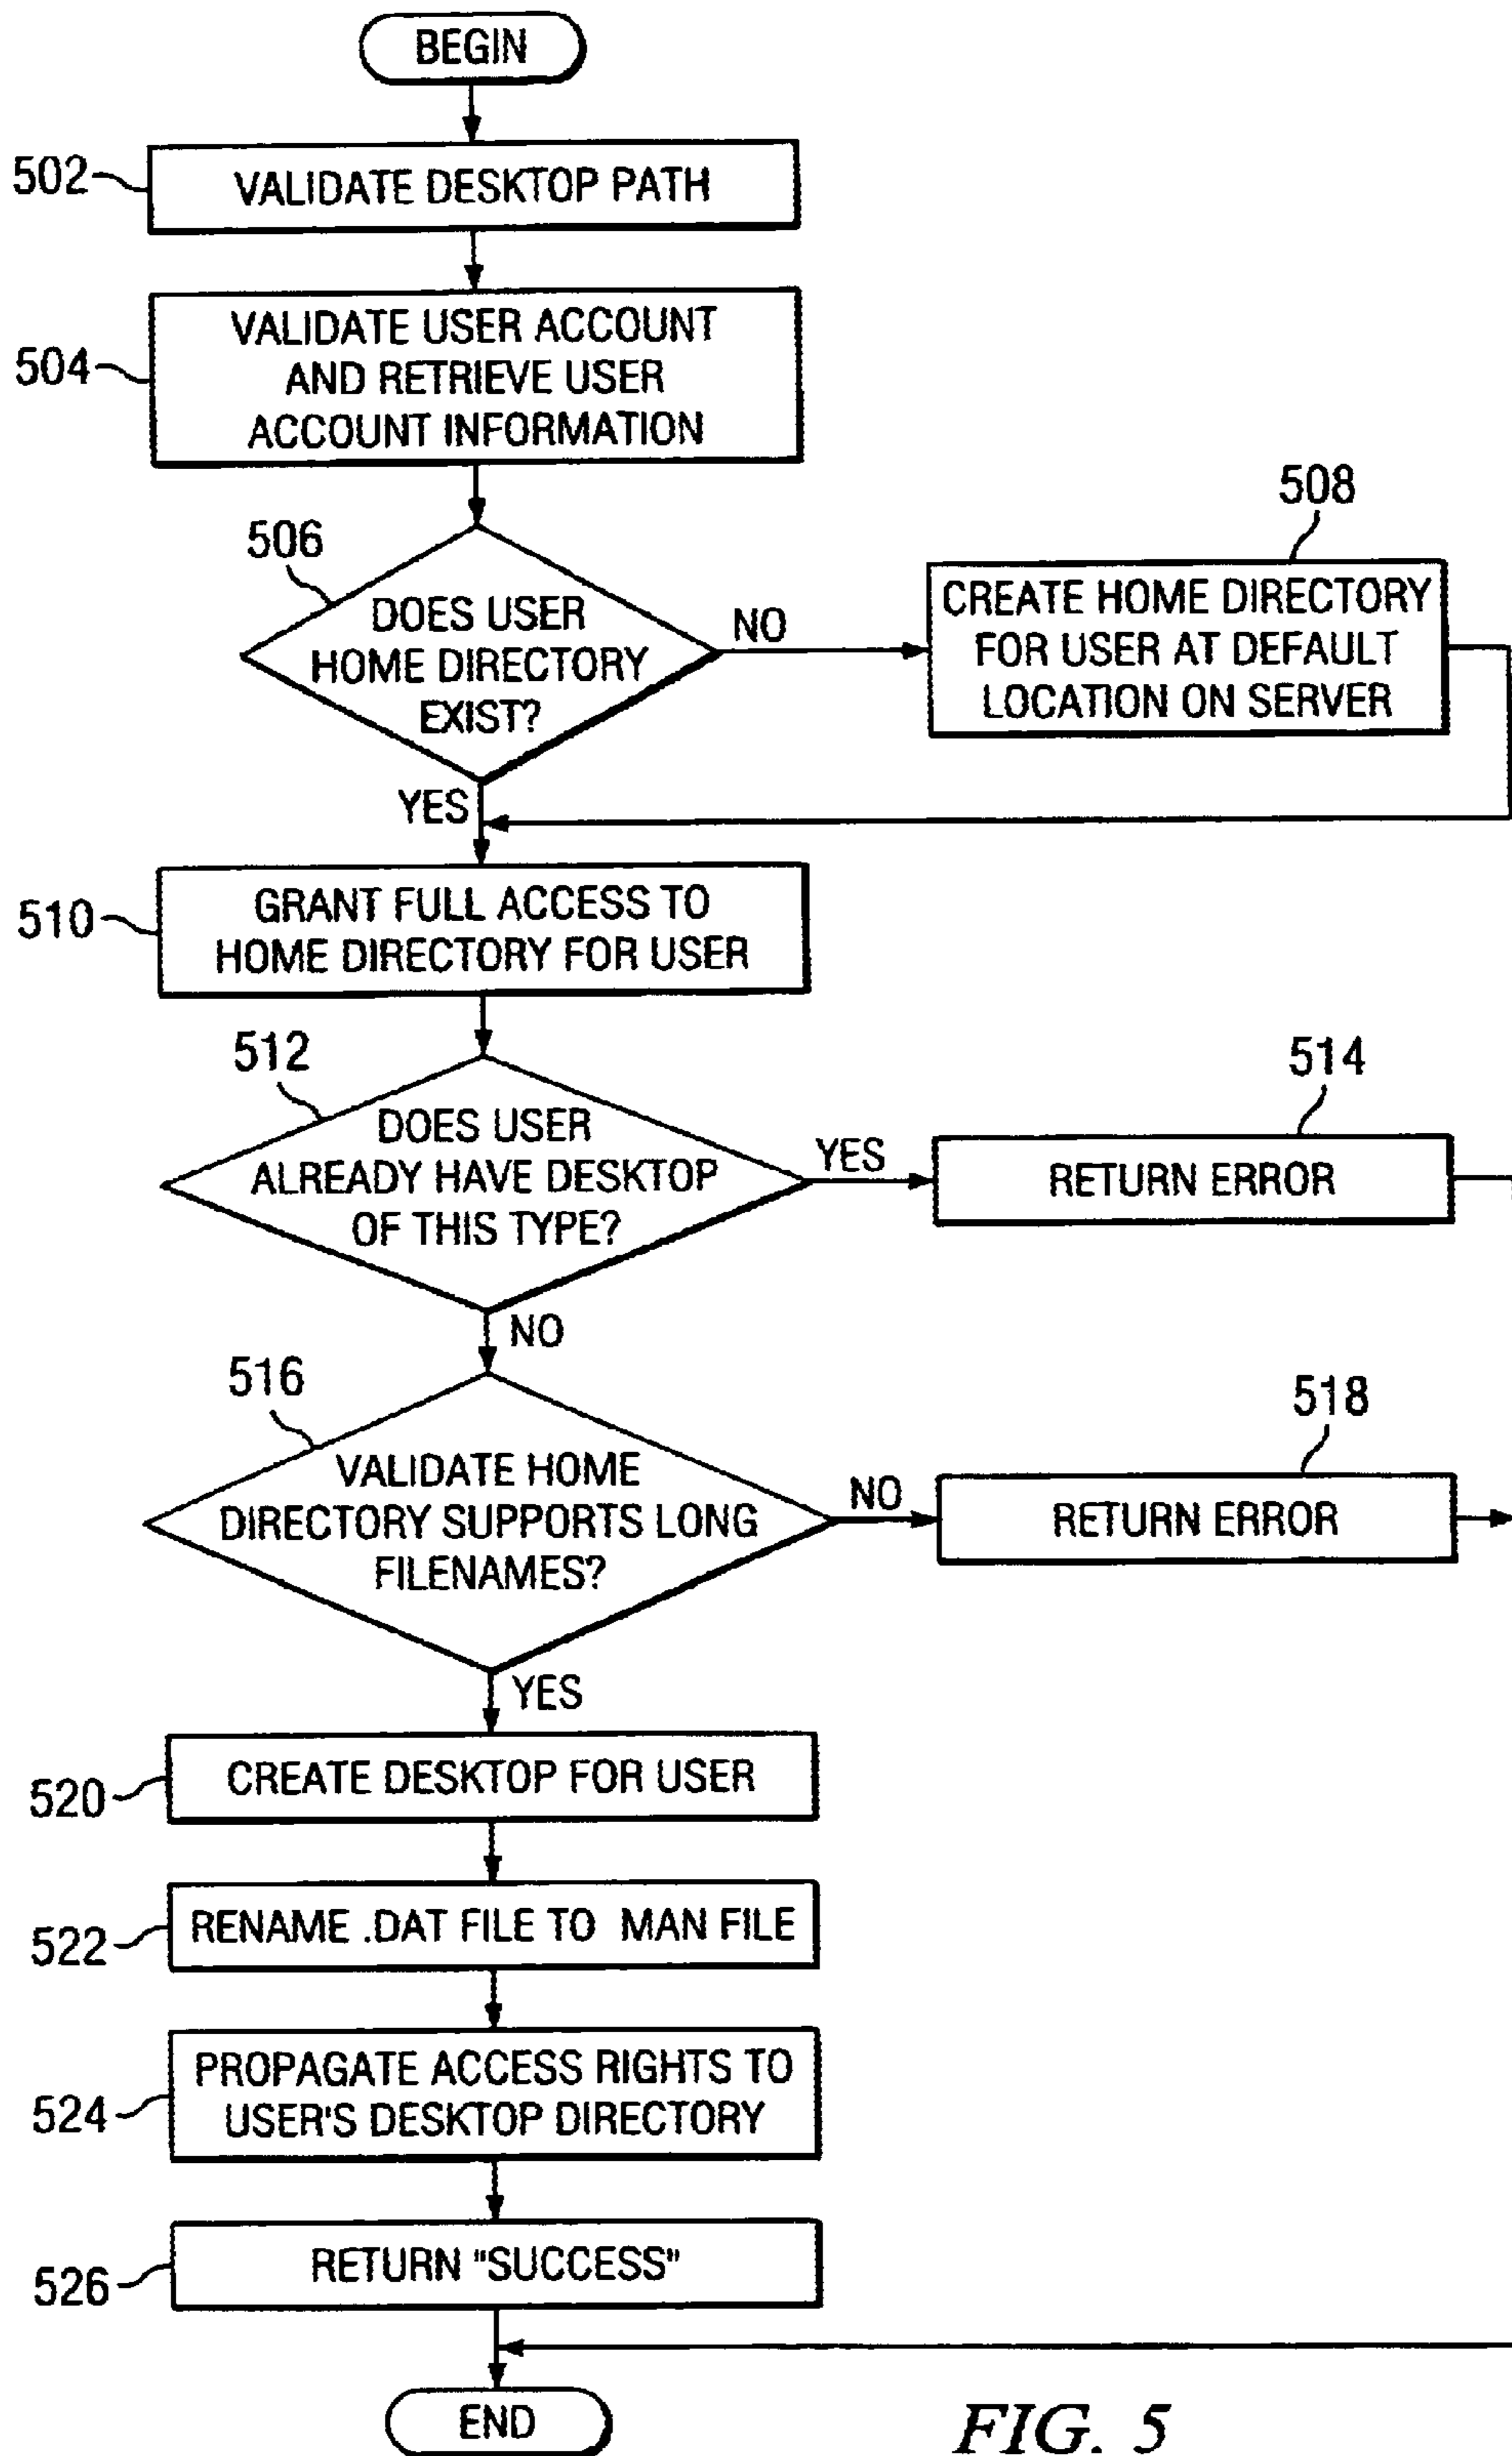 BEGIN
502
VALIDATE DESKTOP PATH
504
VALIDATE USER ACCOUNT
AND RETRIEVE USER
ACCOUNT INFORMATION
506
DOES USER
HOME DIRECTORY
EXIST?
NO
508
CREATE HOME DIRECTORY
FOR USER AT DEFAULT
LOCATION ON SERVER
YES
510
GRANT FULL ACCESS TO
HOME DIRECTORY FOR USER
512
DOES USER
ALREADY HAVE DESKTOP
OF THIS TYPE?
YES
514
RETURN ERROR
NO
516
VALIDATE HOME
DIRECTORY SUPPORTS LONG
FILENAMES?
NO
518
RETURN ERROR
YES
520
CREATE DESKTOP FOR USER
522
RENAME .DAT FILE TO MAN FILE
524
PROPAGATE ACCESS RIGHTS TO
USER'S DESKTOP DIRECTORY
526
RETURN "SUCCESS"
END
FIG. 5